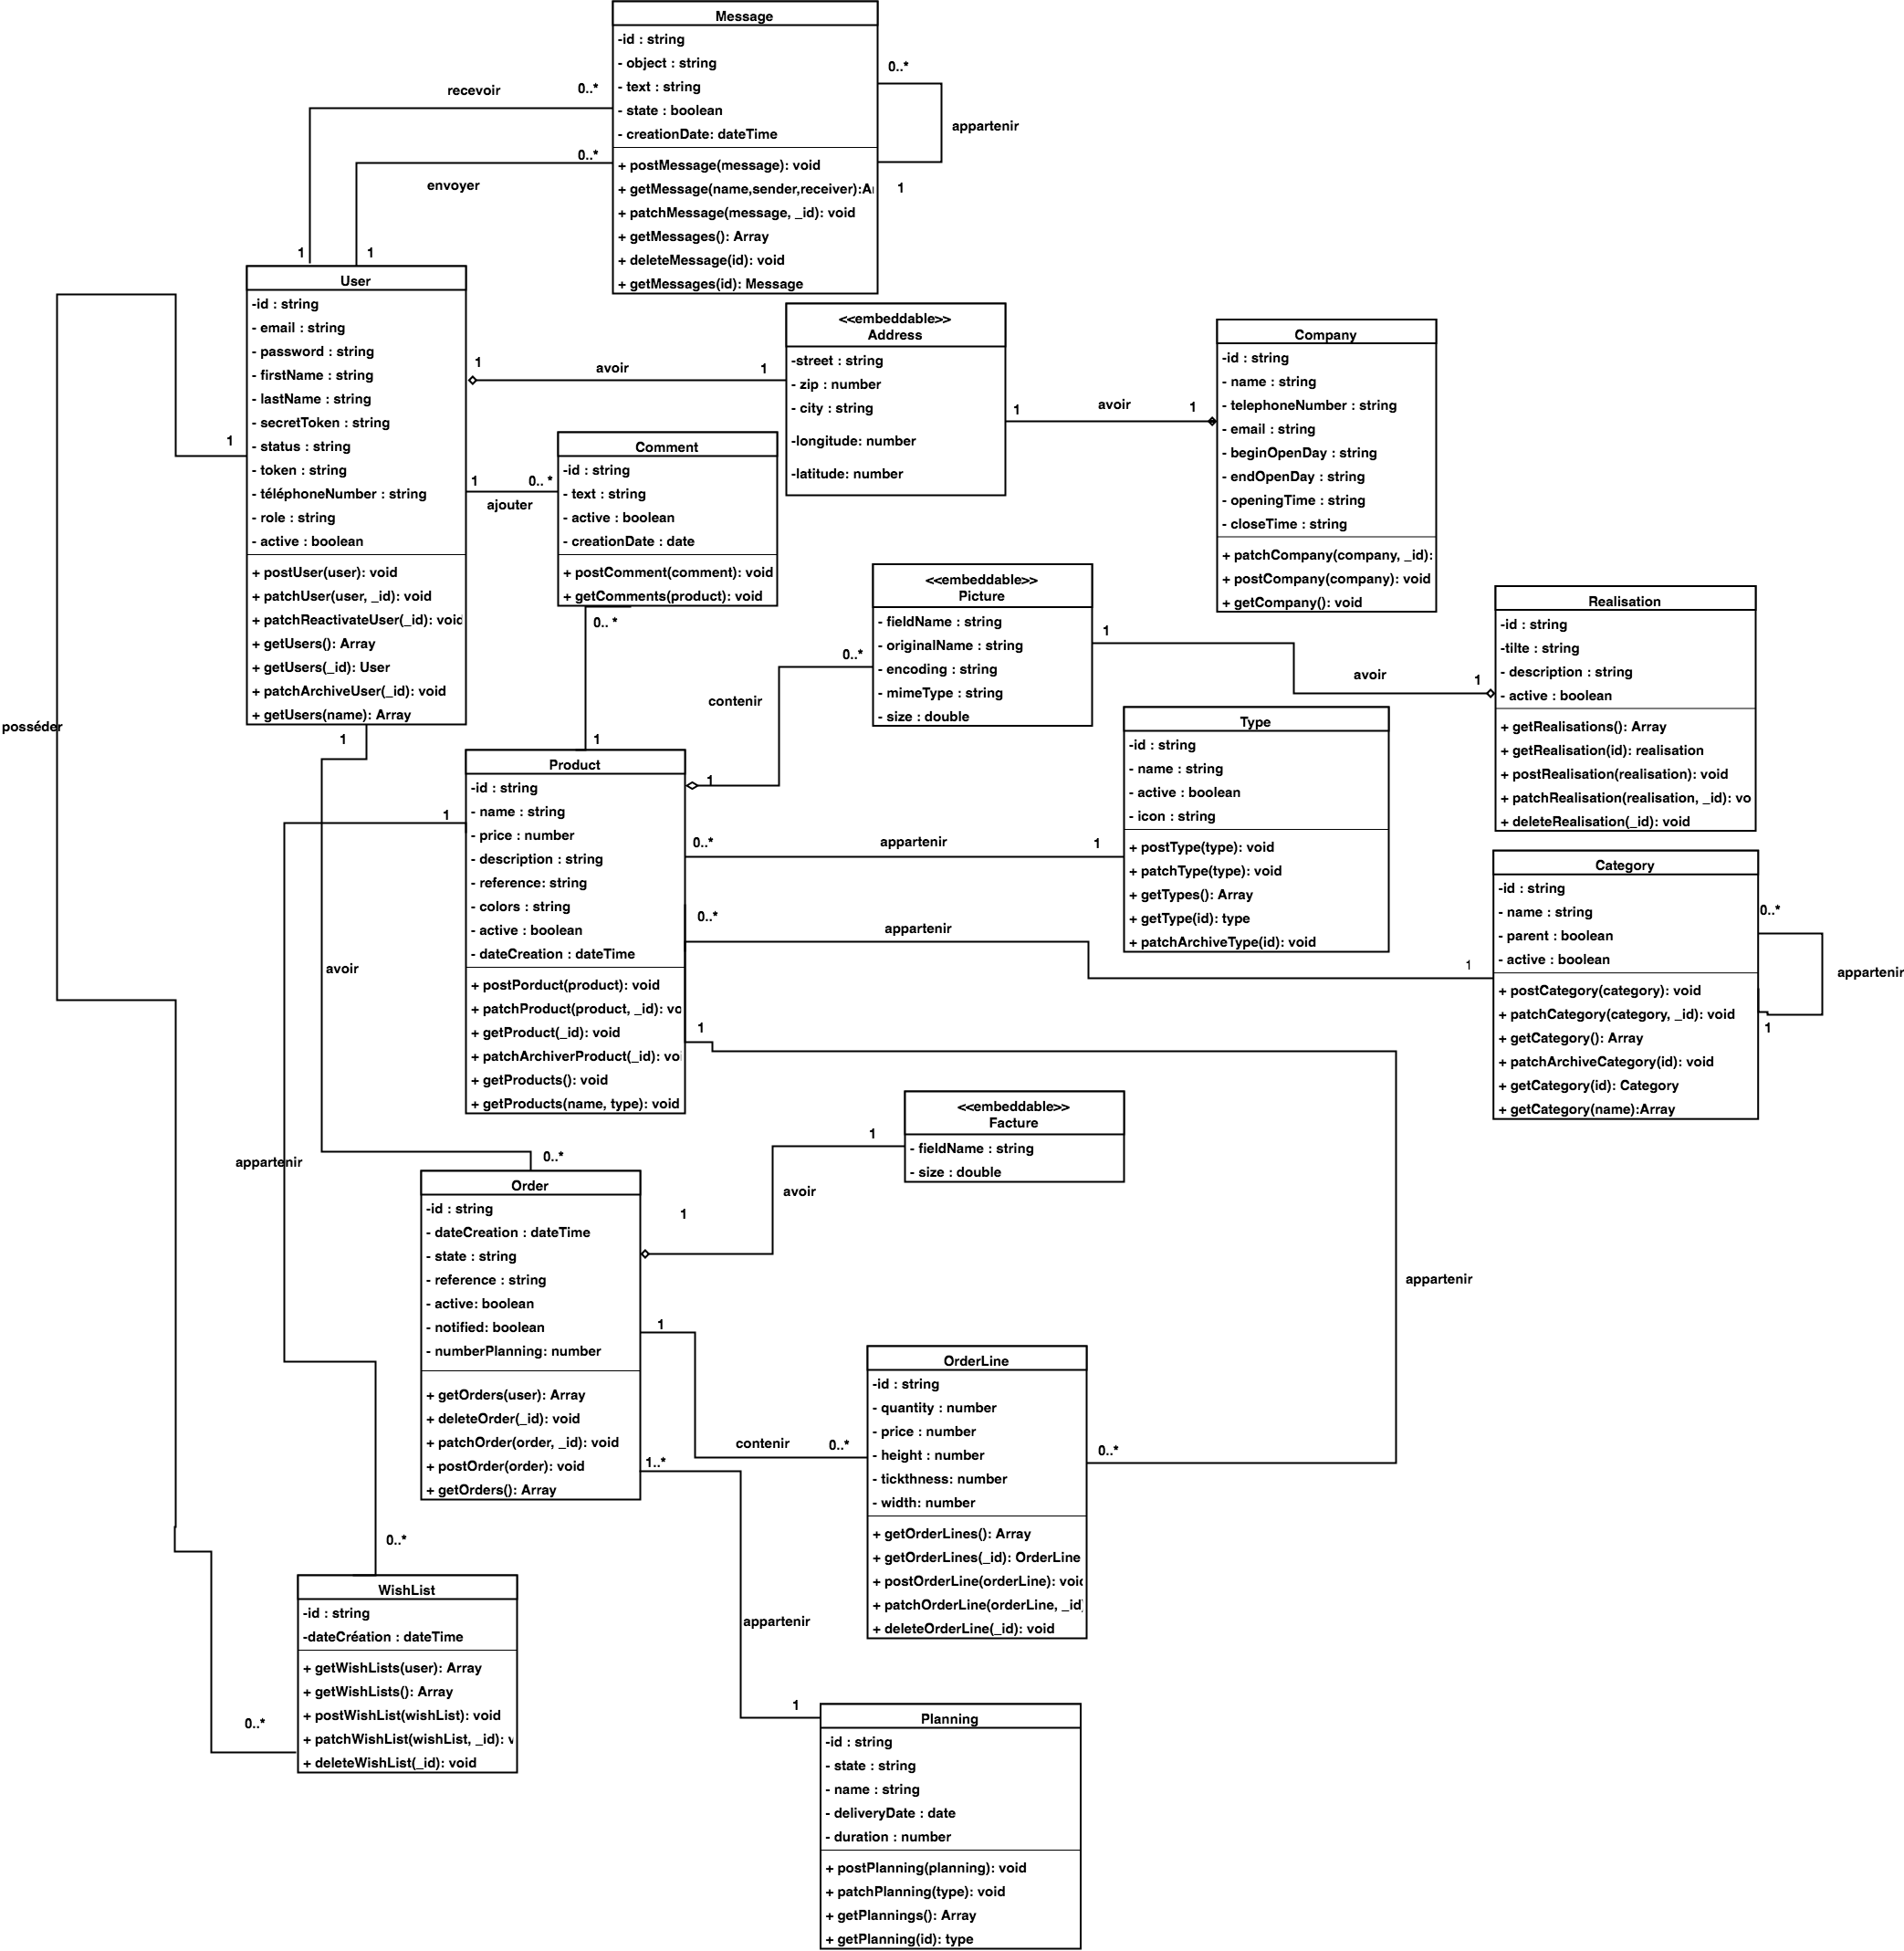 Message
-id : string
- object : string
- text : string
- state : boolean
- creationDate: dateTime
+ postMessage(message): void
+ getMessage(name,sender,receiver):A
+ patchMessage(message, _id): void
+ getMessages(): Array
+ deleteMessage(id): void
+ getMessages(id): Message
0..*
appartenir
1
recevoir
0..*
0..*
envoyer
1
1
User
-id : string
- email : string
- password : string
- firstName : string
- lastName : string
- secretToken : string
- status : string
- token : string
- téléphoneNumber : string
- role : string
- active : boolean
+ postUser(user): void
+ patchUser(user, _id): void
+ patchReactivateUser(_id): void
+ getUsers(): Array
+ getUsers(_id): User
+ patchArchiveUser(_id): void
+ getUsers(name): Array
1
posséder
1
avoir
1
<<embeddable>>
Address
-street : string
- zip : number
- city : string
-longitude: number
-latitude: number
1
avoir
1
Company
-id : string
- name : string
- telephoneNumber : string
- email : string
- beginOpenDay : string
- endOpenDay : string
- openingTime : string
- closeTime : string
+ patchCompany(company, _id):
+ postCompany(company): void
+ getCompany(): void
1
0.. *
ajouter
Comment
-id : string
- text : string
- active : boolean
- creationDate : date
+ postComment(comment): void
+ getComments(product): void
0.. *
1
<<embeddable>>
Picture
- fieldName : string
- originalName : string
- encoding : string
- mimeType : string
- size : double
0..*
contenir
1
1
avoir
1
Realisation
-id : string
-tilte : string
- description : string
- active : boolean
+ getRealisations(): Array
+ getRealisation(id): realisation
+ postRealisation(realisation): void
+ patchRealisation(realisation, _id): vo
+ deleteRealisation(_id): void
1
avoir
0..*
Product
-id : string
- name : string
- price : number
- description : string
- reference: string
- colors : string
- active : boolean
- dateCreation : dateTime
+ postPorduct(product): void
+ patchProduct(product, _id): vo
+ getProduct(_id): void
+ patchArchiverProduct(_id): voi
+ getProducts(): void
+ getProducts(name, type): void
0..*
appartenir
1
Type
-id : string
- name : string
- active : boolean
- icon : string
+ postType(type): void
+ patchType(type): void
+ getTypes(): Array
+ getType(id): type
+ patchArchiveType(id): void
0..*
appartenir
1
Category
-id : string
- name : string
- parent : boolean
- active : boolean
+ postCategory(category): void
+ patchCategory(category, _id): void
+ getCategory(): Array
+ patchArchiveCategory(id): void
+ getCategory(id): Category
+ getCategory(name):Array
0..*
appartenir
1
1
appartenir
0..*
1
appartenir
0..*
<<embeddable>>
Facture
- fieldName : string
- size : double
1
avoir
1
Order
-id : string
- dateCreation : dateTime
- state : string
- reference : string
- active: boolean
- notified: boolean
- numberPlanning: number
+ getOrders(user): Array
+ deleteOrder(_id): void
+ patchOrder(order, _id): void
+ postOrder(order): void
+ getOrders(): Array
1
contenir
0..*
OrderLine
-id : string
- quantity : number
- price : number
- height : number
- tickthness: number
- width: number
+ getOrderLines(): Array
+ getOrderLines(_id): OrderLine
+ postOrderLine(orderLine): void
+ patchOrderLine(orderLine, _id)
+ deleteOrderLine(_id): void
1..*
appartenir
1
WishList
-id : string
-dateCréation : dateTime
+ getWishLists(user): Array
+ getWishLists(): Array
+ postWishList(wishList): void
+ patchWishList(wishList, _id): v
+ deleteWishList(_id): void
0..*
Planning
-id : string
- state : string
- name : string
- deliveryDate : date
- duration : number
+ postPlanning(planning): void
+ patchPlanning(type): void
+ getPlannings(): Array
+ getPlanning(id): type